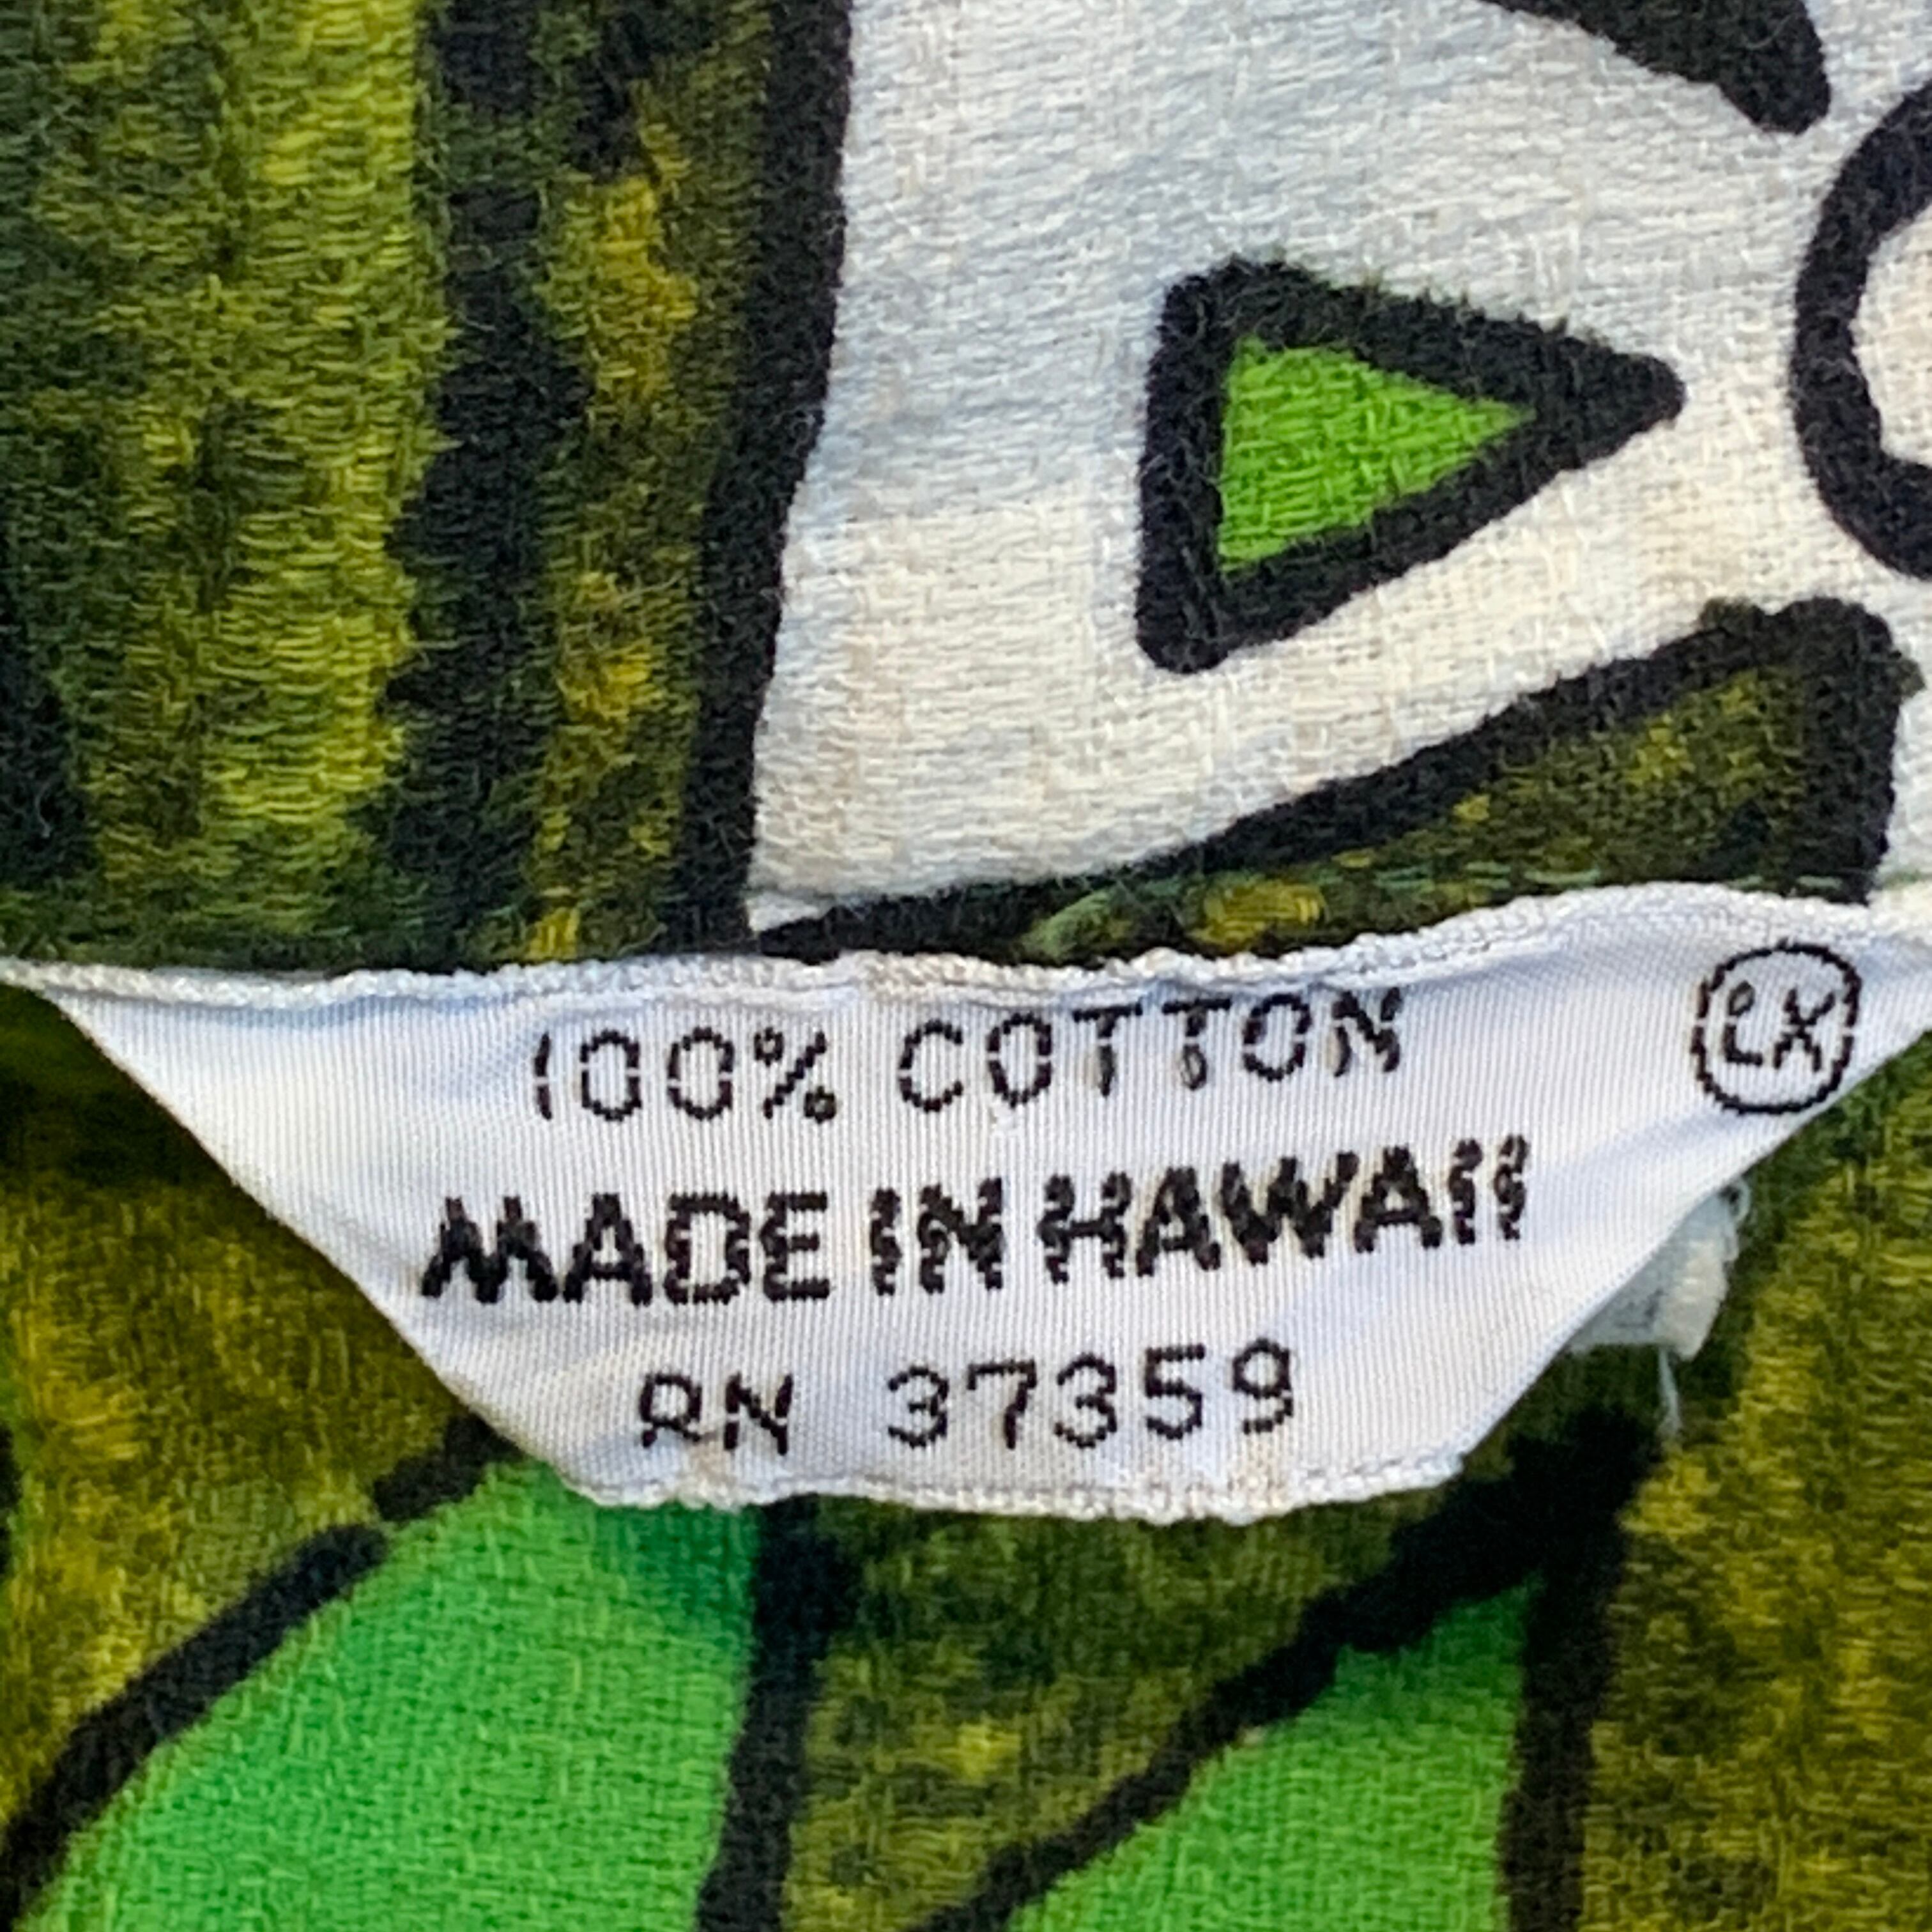 100% COTTON
LX
MADE IN HAWAII
RN 37359